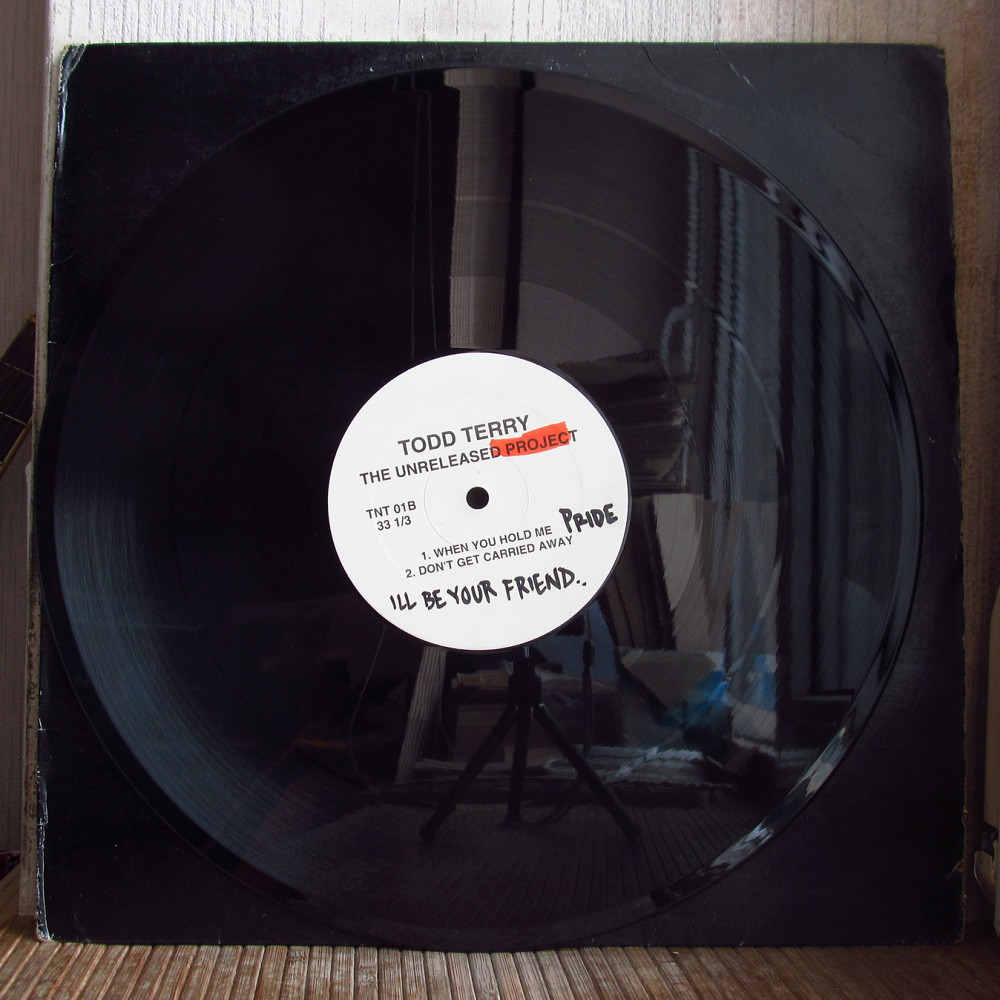 TODD TERRY
THE UNRELEASED PROJECT
TNT 01B
33 1/3
1. WHEN YOU HOLD ME PRIDE
2. DON'T GET CARRIED AWAY
ILL BE YOUR FRIEND..